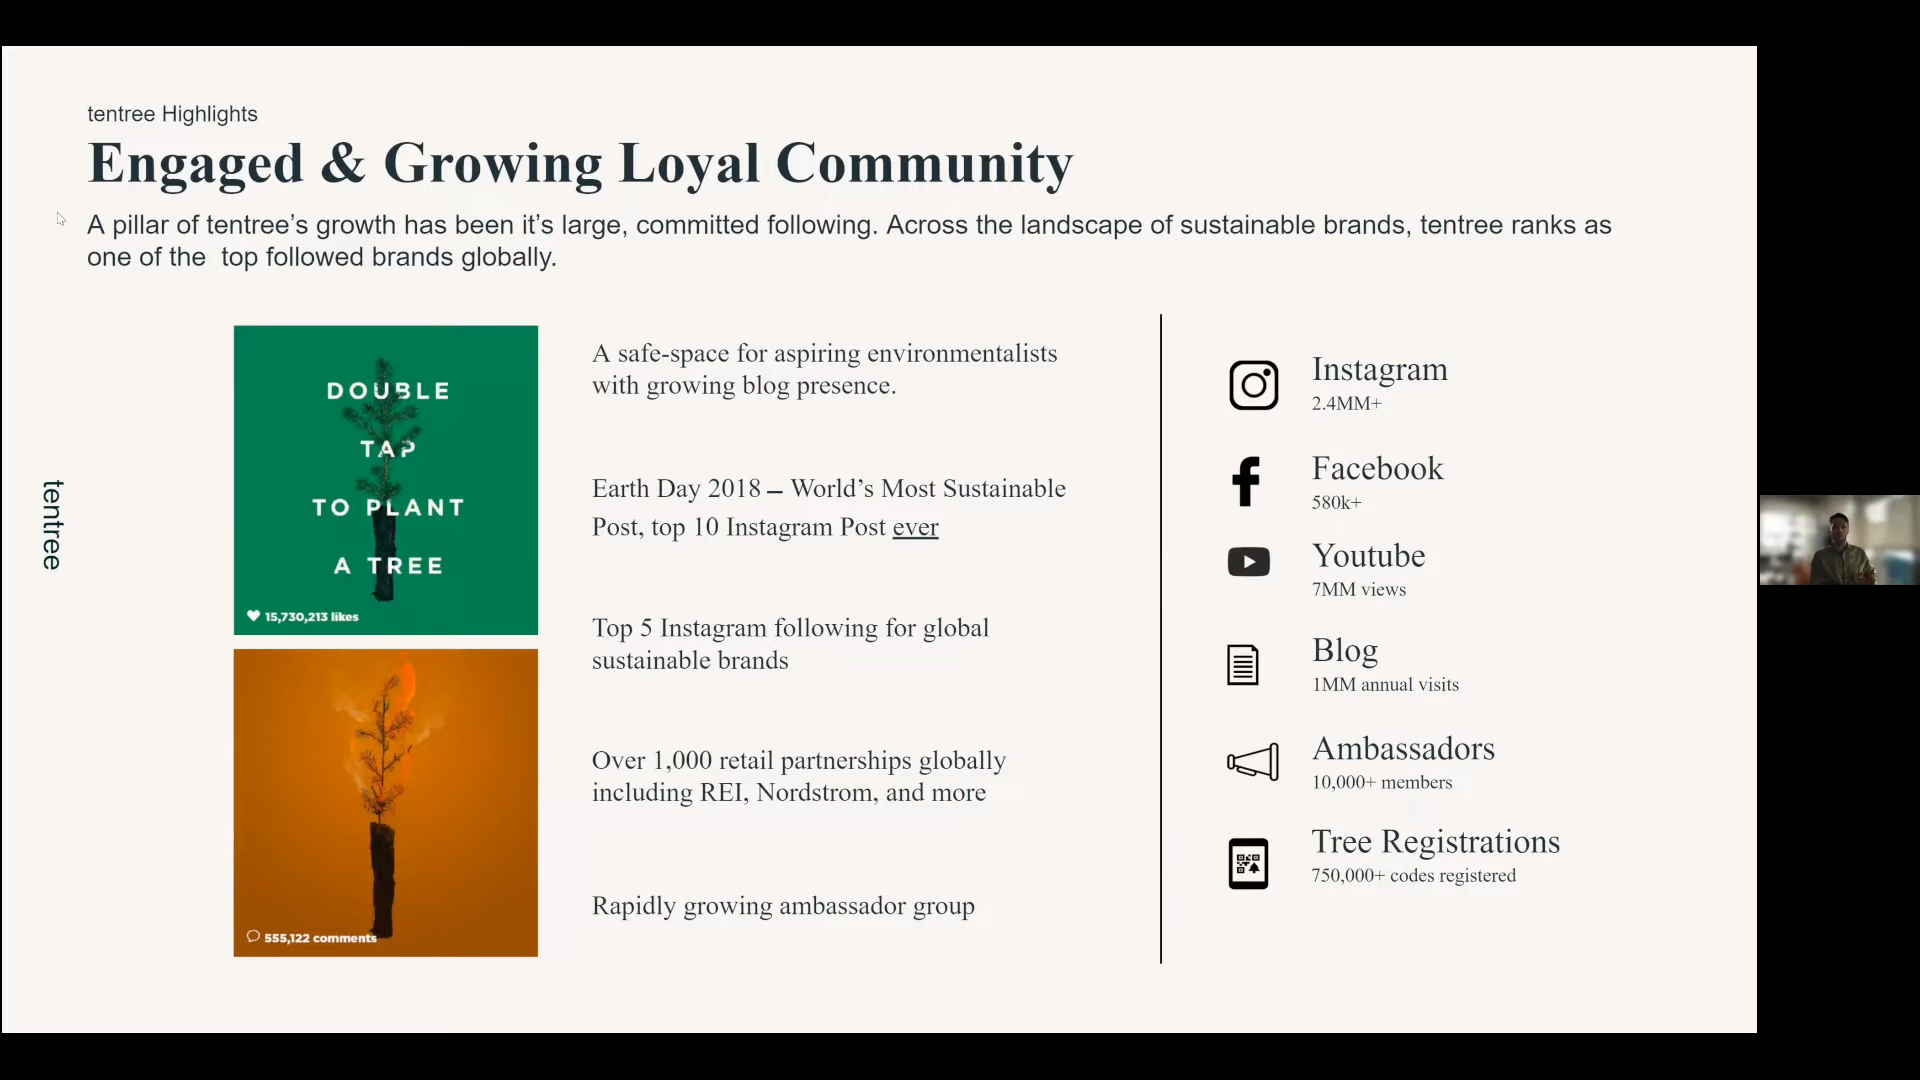 tentree Highlights
Engaged & Growing Loyal Community
A pillar of tentree’s growth has been it’s large, committed following. Across the landscape of sustainable brands, tentree ranks as
one of the top followed brands globally.
tentree
DOUBLE
TAP
TO PLANT
A TREE
15,730,213 likes
555,122 comments
A safe-space for aspiring environmentalists
with growing blog presence.
Earth Day 2018 – World’s Most Sustainable
Post, top 10 Instagram Post ever
Top 5 Instagram following for global
sustainable brands
Over 1,000 retail partnerships globally
including REI, Nordstrom, and more
Rapidly growing ambassador group
Instagram
2.4MM+
Facebook
580k+
Youtube
7MM views
Blog
1MM annual visits
Ambassadors
10,000+ members
Tree Registrations
750,000+ codes registered